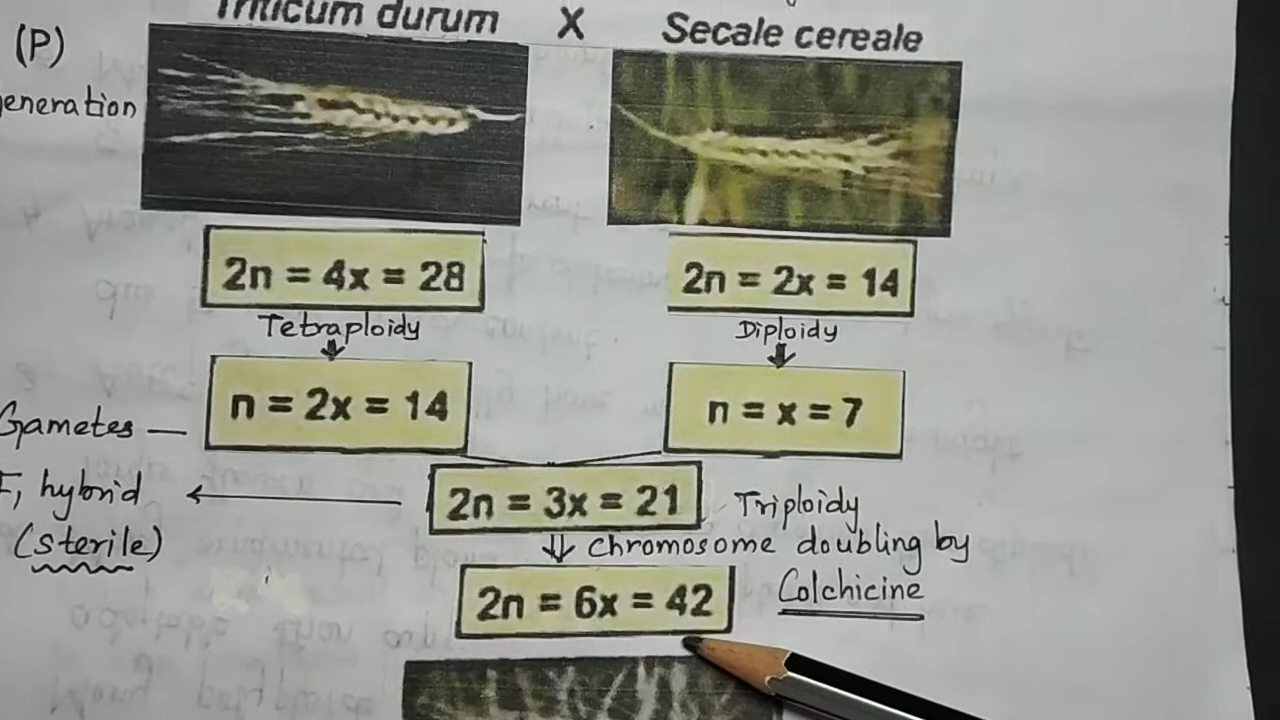 Triticum durum X Secale cereale
(P)
eneration
2n = 4x = 28
2n = 2x = 14
Tetraploidy
Diploidy
n = 2x = 14
n = x = 7
Gametes —
F1 hybrid
(sterile)
2n = 3x = 21
Triploidy
chromosome doubling by
Colchicine
2n = 6x = 42